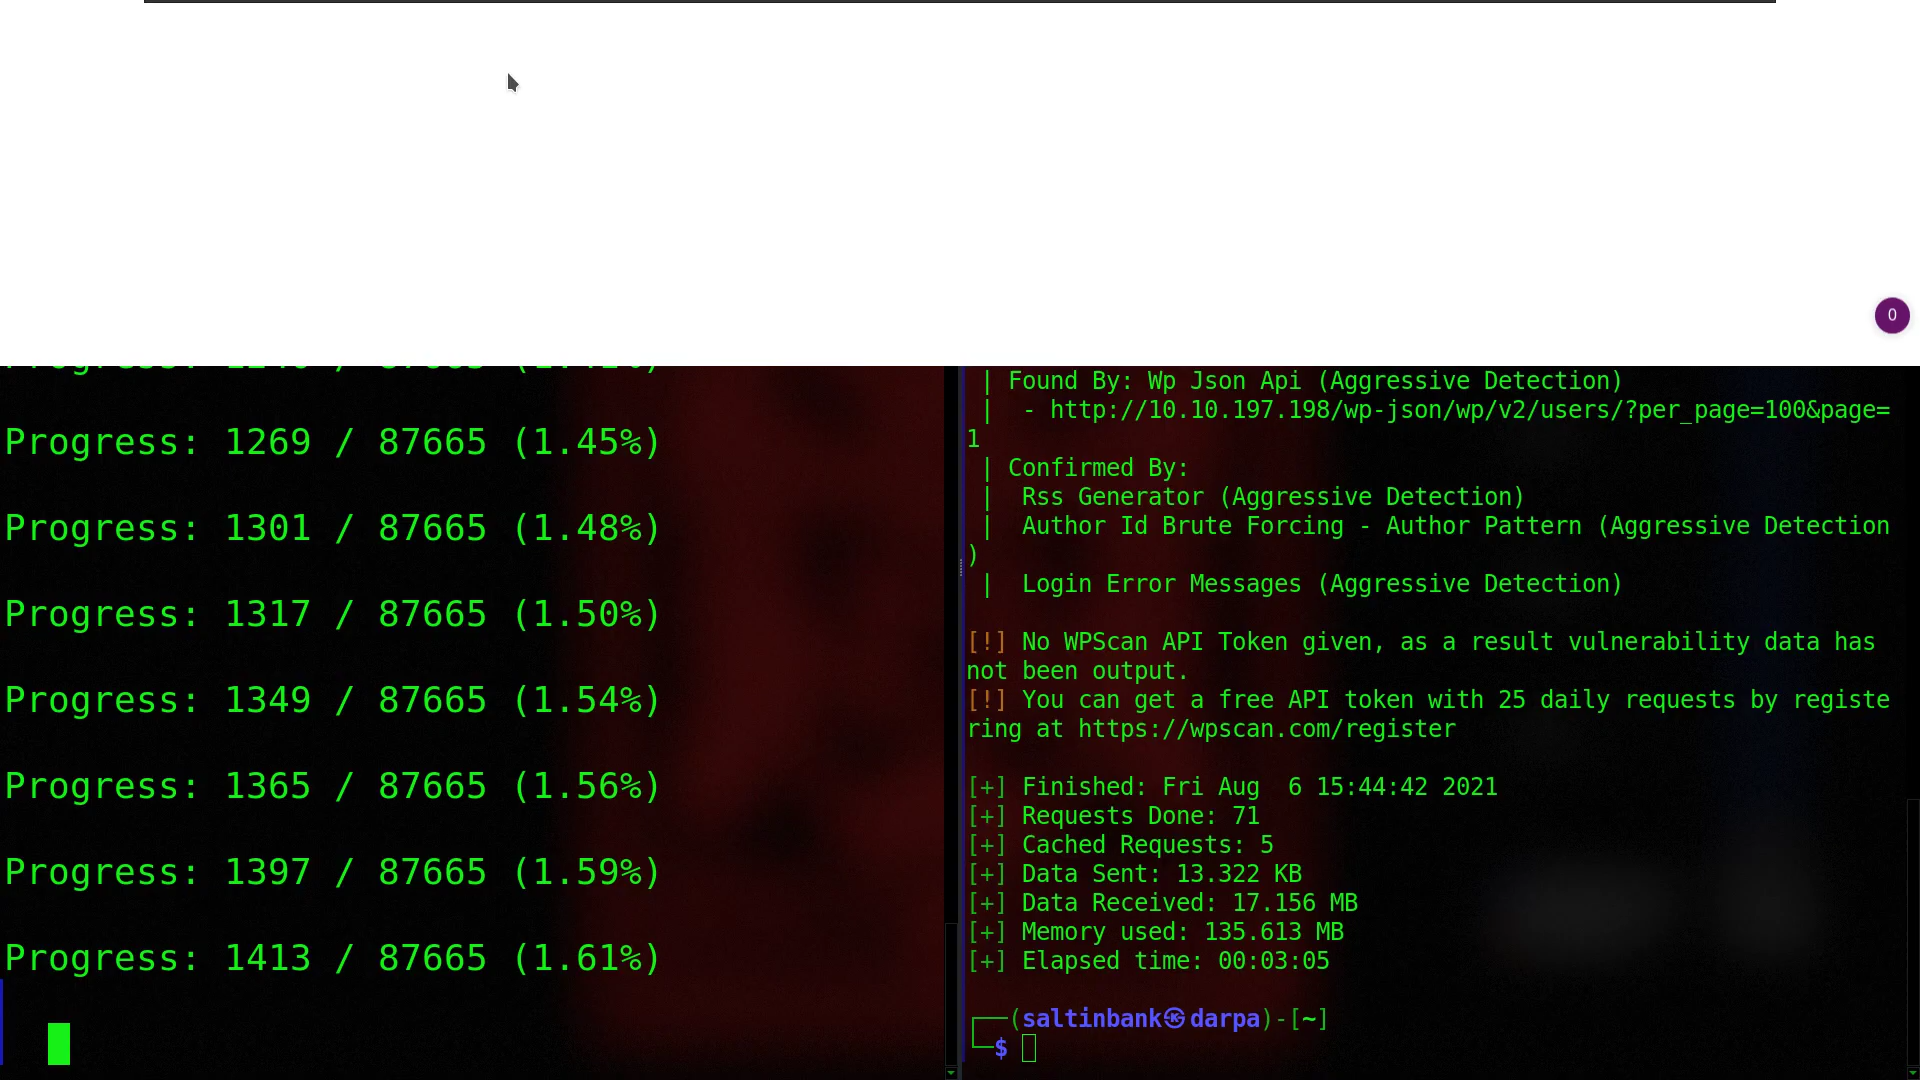 0
Progress: 1269 / 87665 (1.45%)
Progress: 1301 / 87665 (1.48%)
Progress: 1317 / 87665 (1.50%)
Progress: 1349 / 87665 (1.54%)
Progress: 1365 / 87665 (1.56%)
Progress: 1397 / 87665 (1.59%)
Progress: 1413 / 87665 (1.61%)
| Found By: Wp Json Api (Aggressive Detection)
|  - http://10.10.197.198/wp-json/wp/v2/users/?per_page=100&page=
1
| Confirmed By:
|  Rss Generator (Aggressive Detection)
|  Author Id Brute Forcing - Author Pattern (Aggressive Detection
)
|  Login Error Messages (Aggressive Detection)
[!] No WPScan API Token given, as a result vulnerability data has
not been output.
[!] You can get a free API token with 25 daily requests by registe
ring at https://wpscan.com/register
[+] Finished: Fri Aug  6 15:44:42 2021
[+] Requests Done: 71
[+] Cached Requests: 5
[+] Data Sent: 13.322 KB
[+] Data Received: 17.156 MB
[+] Memory used: 135.613 MB
[+] Elapsed time: 00:03:05
┌──(saltinbank㉿darpa)-[~]
└─$